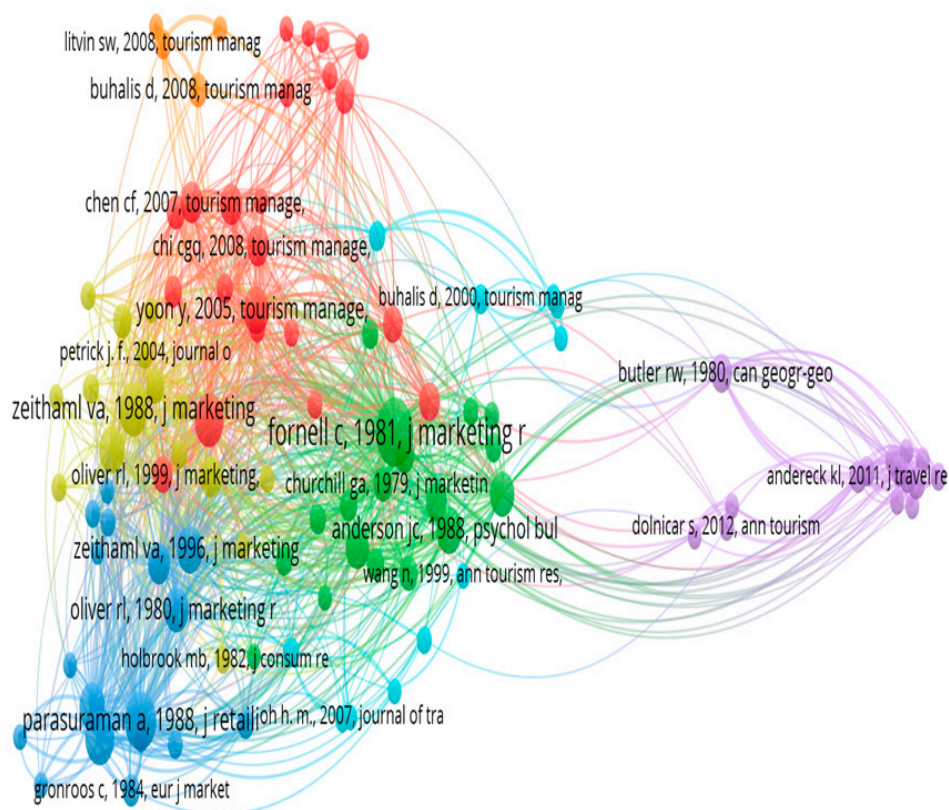 litvin sw, 2008, tourism manag
buhalis d, 2008, tourism manag
chen cf, 2007, tourism manage,
chi cgq, 2008, tourism manage,
buhalis d, 2000, tourism manag
yoon y, 2005, tourism manage,
petrick j. f., 2004, journal o
butler rw, 1980, can geogr-geo
zeithaml va, 1988, j marketing
fornell c, 1981, j marketing r
oliver rl, 1999, j marketing,
andereck kl, 2011, j travel re
churchill ga, 1979, j marketin
anderson jc, 1988, psychol bul
dolnicar s, 2012, ann tourism
zeithaml va, 1996, j marketing
wang n, 1999, ann tourism res,
oliver rl, 1980, j marketing r
holbrook mb, 1982, j consum re
parasuraman a, 1988, j retaili
oh h. m., 2007, journal of tra
gronroos c, 1984, eur j market